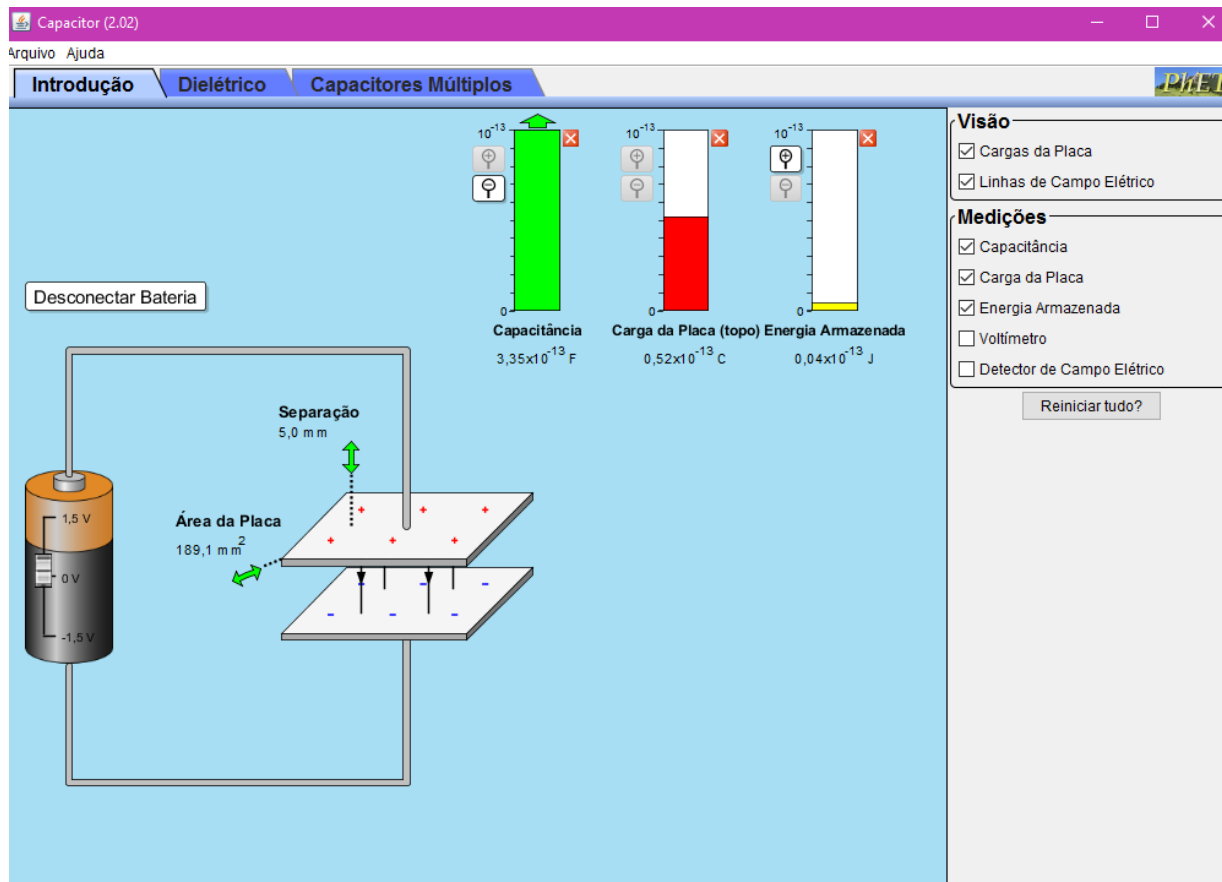 Capacitor (2.02)
Arquivo Ajuda
Introdução Dielétrico Capacitores Múltiplos
PhET
10⁻¹³ 10⁻¹³ 10⁻¹³
0 0 0
Capacitância Carga da Placa (topo) Energia Armazenada
3,35x10⁻¹³ F 0,52x10⁻¹³ C 0,04x10⁻¹³ J
Desconectar Bateria
Separação
5,0 mm
Área da Placa
189,1 mm²
1,5 V
0 V
-1,5 V
Visão
Cargas da Placa
Linhas de Campo Elétrico
Medições
Capacitância
Carga da Placa
Energia Armazenada
Voltímetro
Detector de Campo Elétrico
Reiniciar tudo?